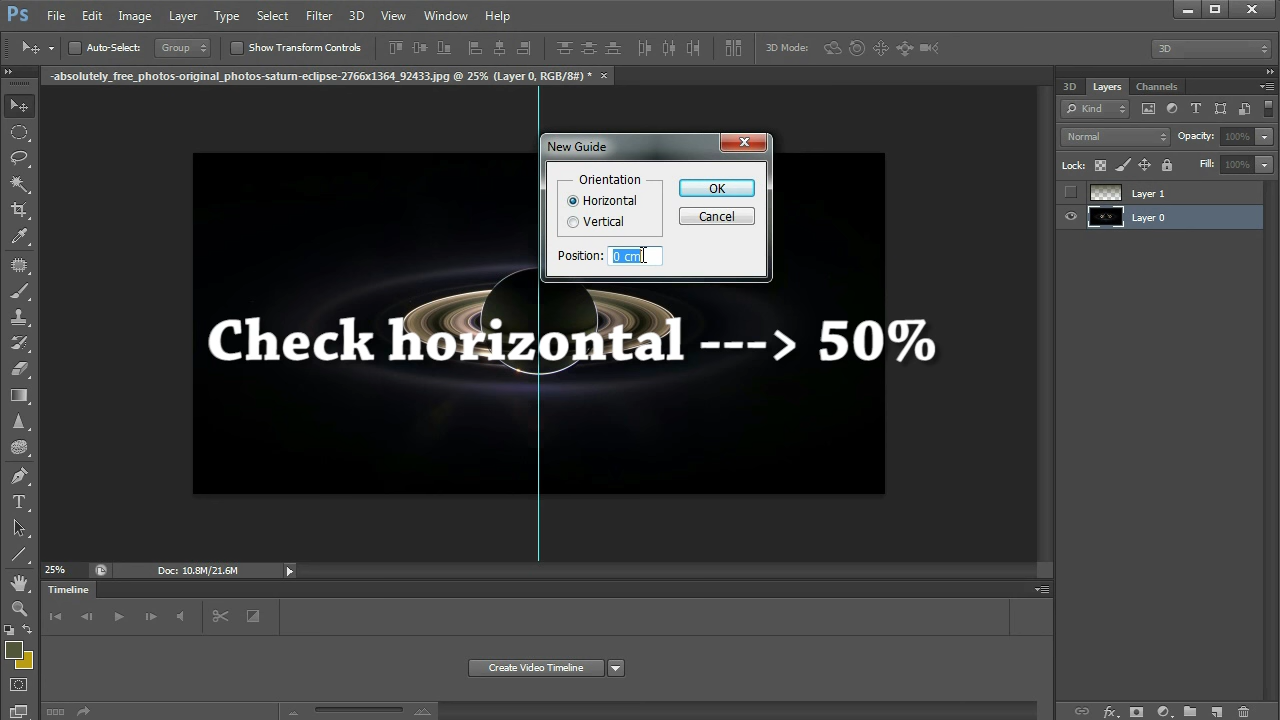 Ps File Edit Image Layer Type Select Filter 3D View Window Help
Auto-Select: Group Show Transform Controls 3D Mode: 3D
-absolutely_free_photos-original_photos-saturn-eclipse-2766x1364_92433.jpg @ 25% (Layer 0, RGB/8#) * ×
3D Layers Channels
Kind
Normal Opacity: 100%
Lock: Fill: 100%
Layer 1
Layer 0
New Guide
Orientation
Horizontal
Vertical
OK
Cancel
Position: 0 cm
Check horizontal ---> 50%
25% Doc: 10.8M/21.6M
Timeline
Create Video Timeline